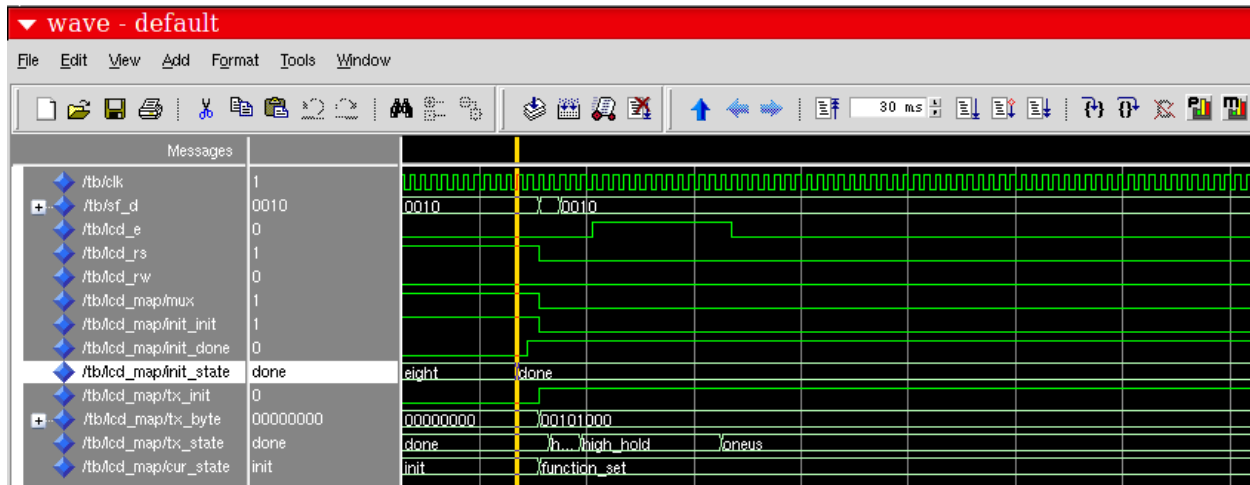 wave - default
File Edit View Add Format Tools Window
30 ms
Messages
/tb/clk 1
/tb/sf_d 0010 0010 0010
/tb/lcd_e 0
/tb/lcd_rs 1
/tb/lcd_rw 0
/tb/lcd_map/mux 1
/tb/lcd_map/init_init 1
/tb/lcd_map/init_done 0
/tb/lcd_map/init_state done eight done
/tb/lcd_map/tx_init 0
/tb/lcd_map/tx_byte 00000000 00000000 00101000
/tb/lcd_map/tx_state done done h... high_hold oneus
/tb/lcd_map/cur_state init init function_set